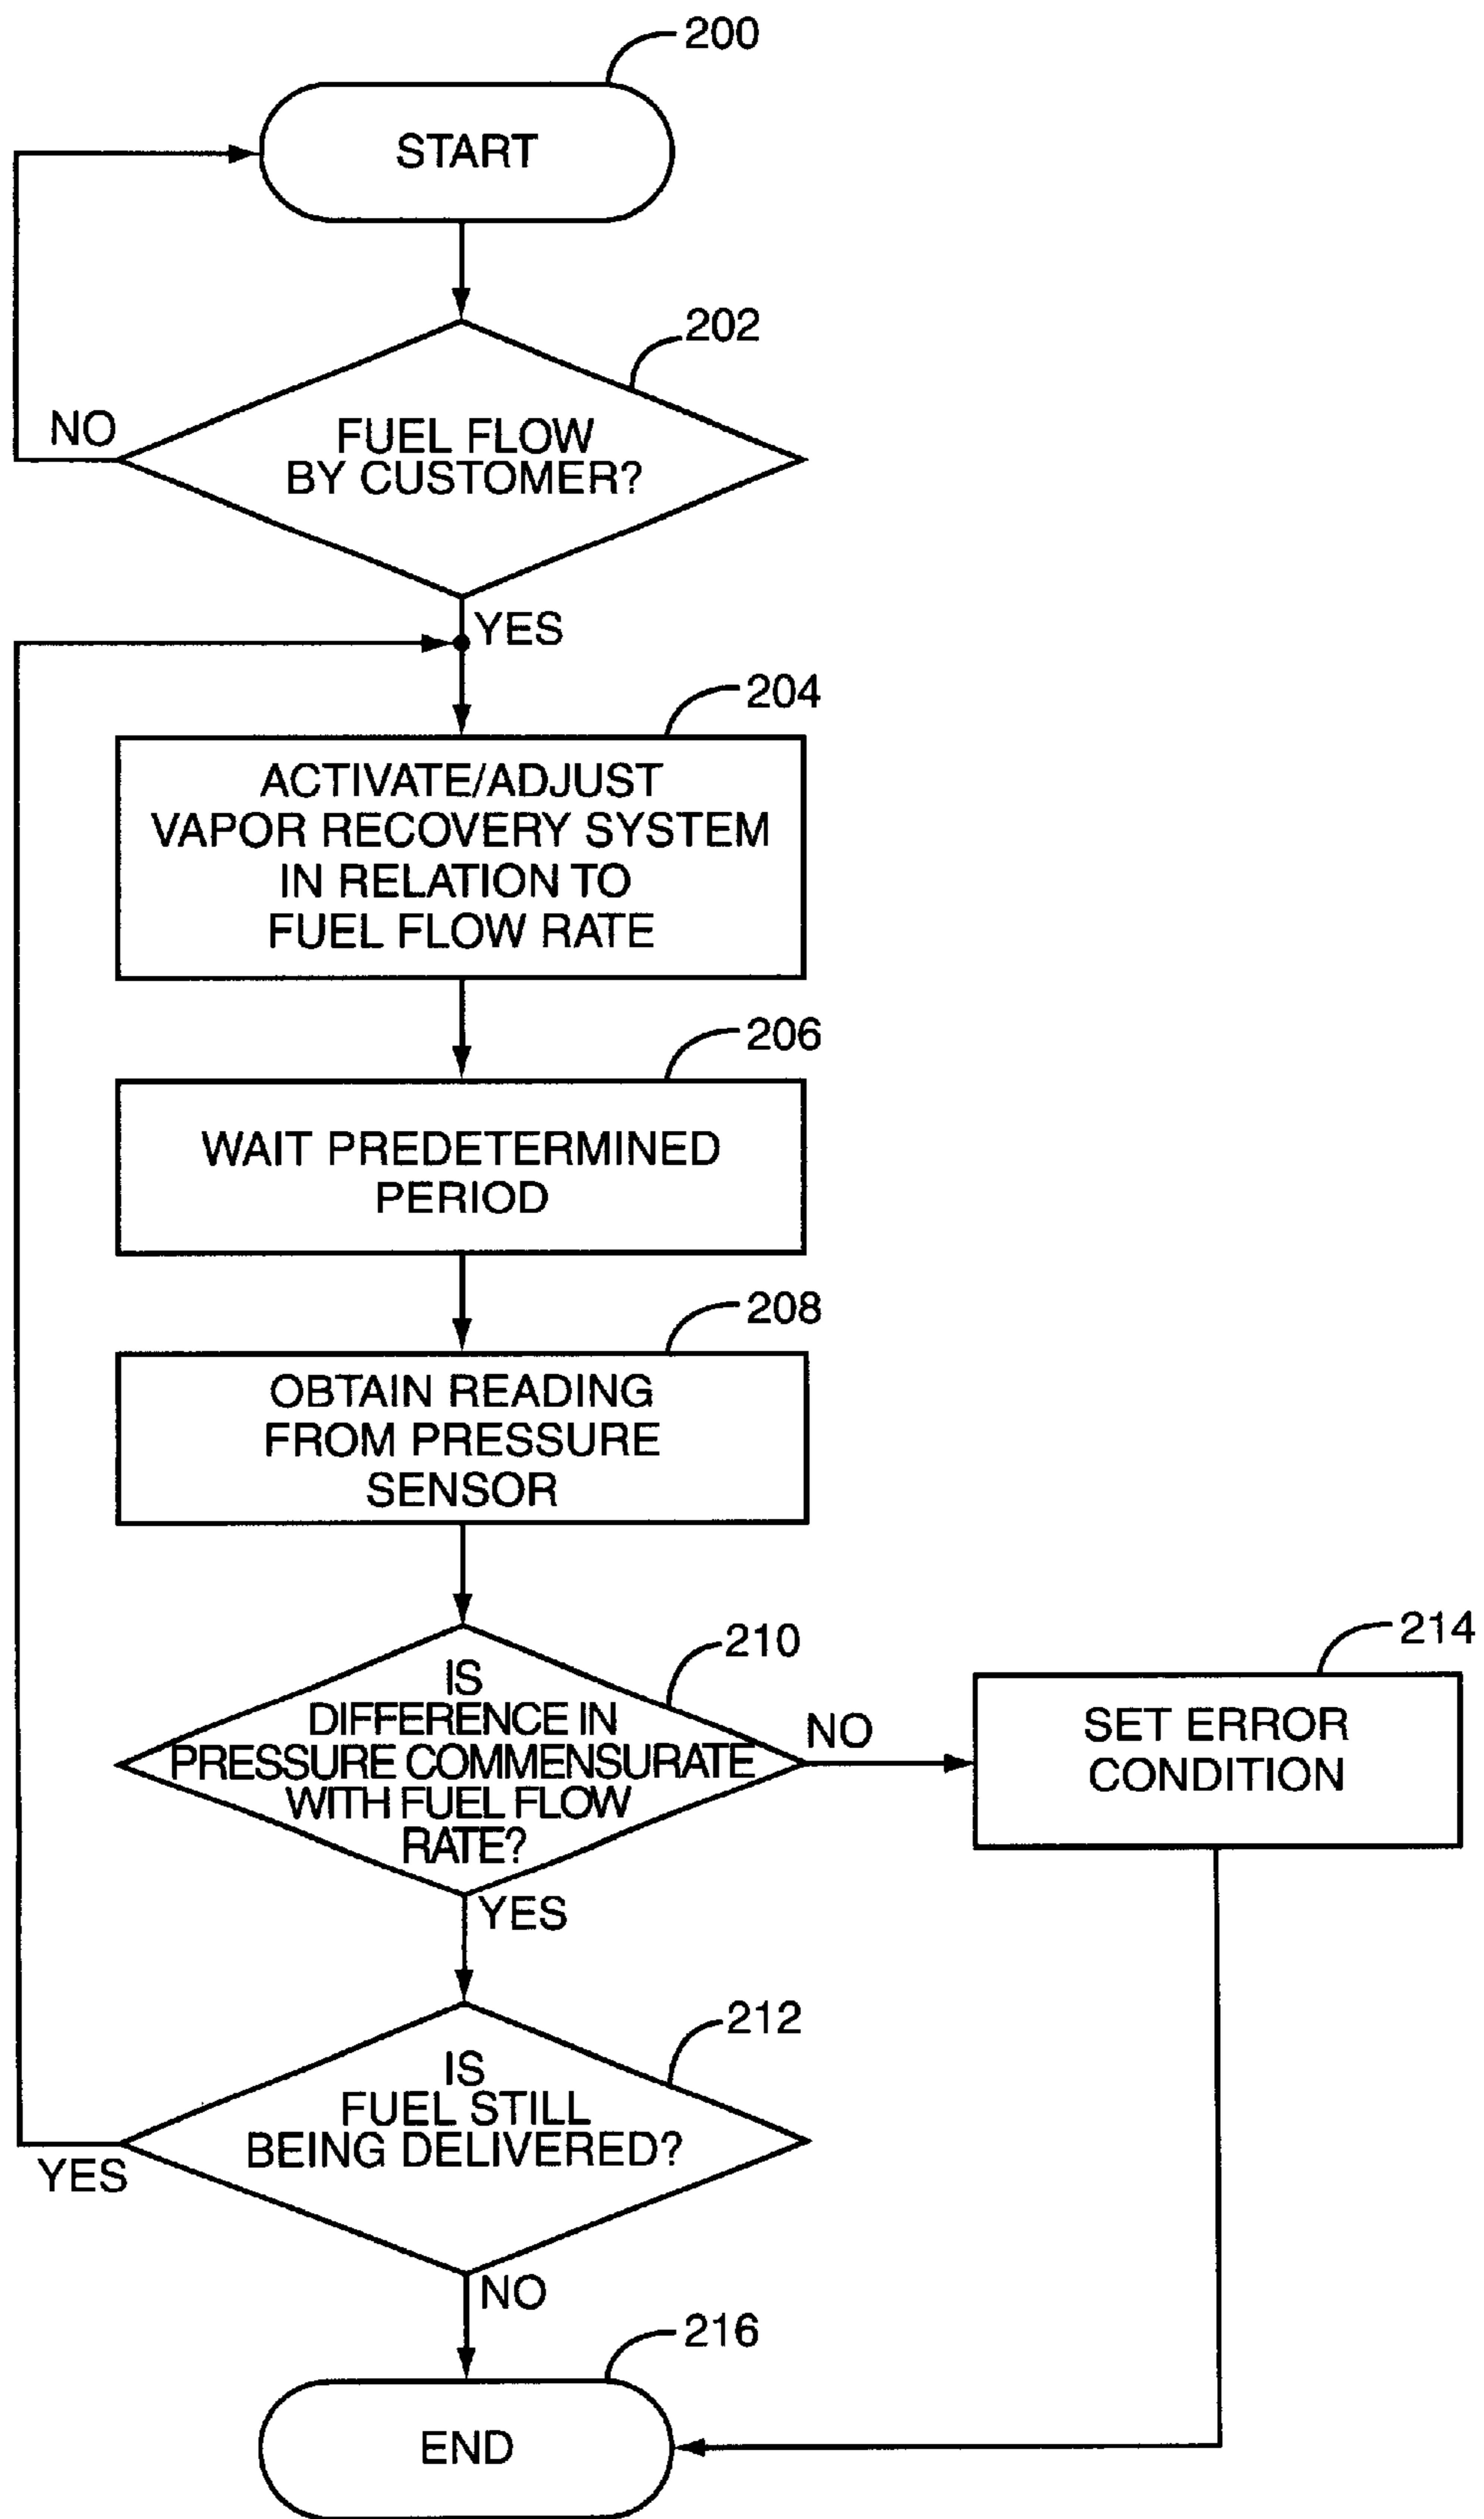 200
START
202
FUEL FLOW
BY CUSTOMER?
NO
YES
204
ACTIVATE/ADJUST
VAPOR RECOVERY SYSTEM
IN RELATION TO
FUEL FLOW RATE
206
WAIT PREDETERMINED
PERIOD
208
OBTAIN READING
FROM PRESSURE
SENSOR
210
IS
DIFFERENCE IN
PRESSURE COMMENSURATE
WITH FUEL FLOW
RATE?
NO
214
SET ERROR
CONDITION
YES
212
IS
FUEL STILL
BEING DELIVERED?
YES
NO
216
END